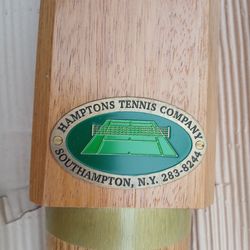 HAMPTONS TENNIS COMPANY
SOUTHAMPTON, N.Y. 283-8244